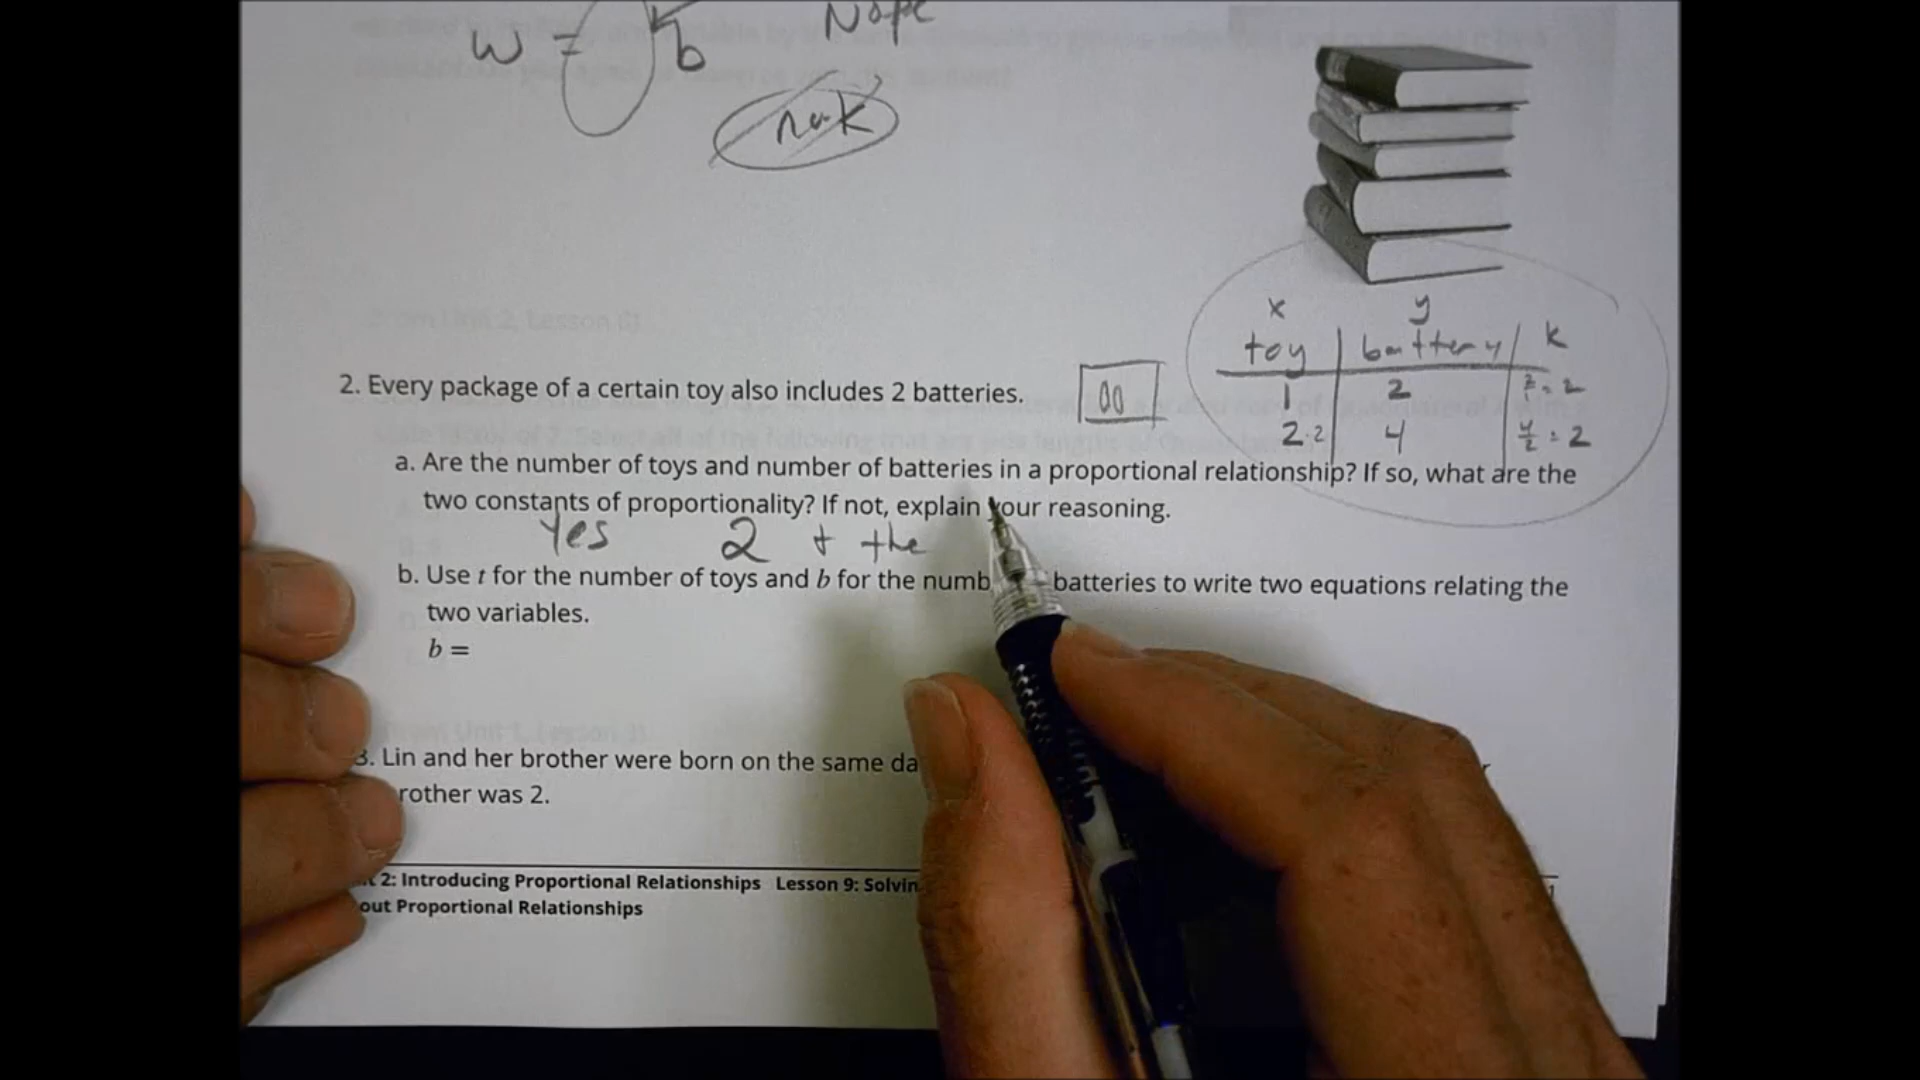 Nope
w = b
no k
x y
toy battery k
2. Every package of a certain toy also includes 2 batteries.
1 2 2/1 = 2
2·2 4 4/2 = 2
a. Are the number of toys and number of batteries in a proportional relationship? If so, what are the
two constants of proportionality? If not, explain your reasoning.
Yes 2 + the
b. Use t for the number of toys and b for the numb batteries to write two equations relating the
two variables.
b =
3. Lin and her brother were born on the same da
rother was 2.
2: Introducing Proportional Relationships Lesson 9: Solvin
out Proportional Relationships